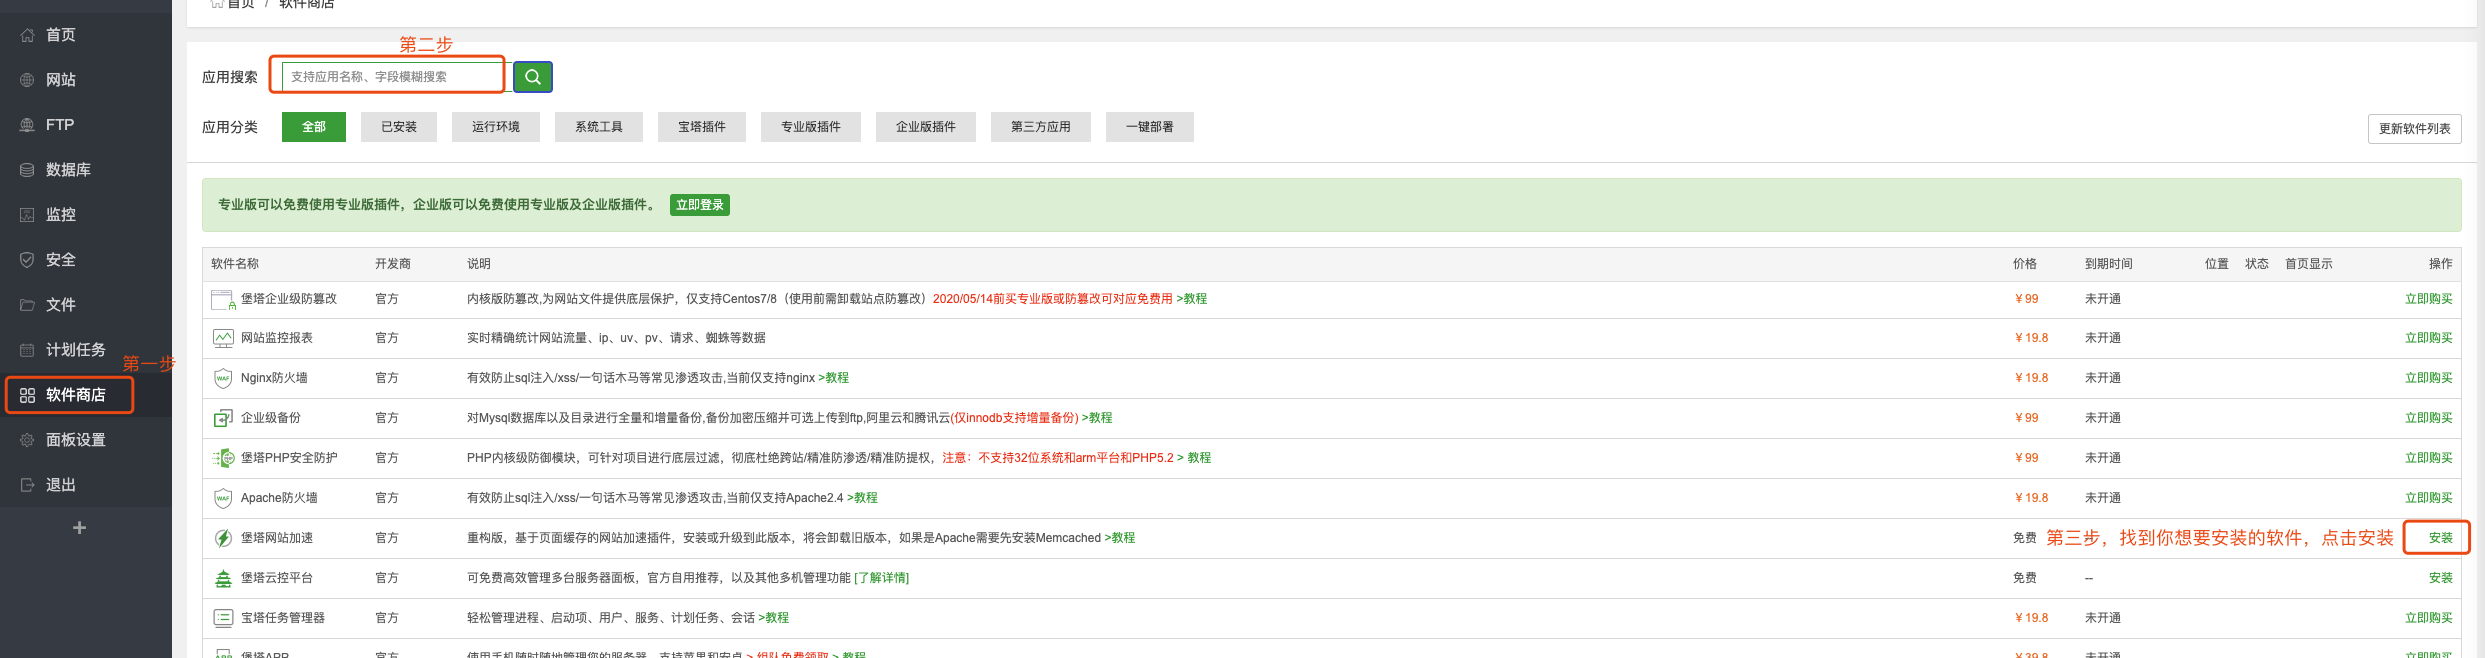 首页 / 软件商店
首页
网站
FTP
数据库
监控
安全
文件
计划任务
第一步
软件商店
面板设置
退出
+
第二步
应用搜索 支持应用名称、字段模糊搜索
应用分类 全部 已安装 运行环境 系统工具 宝塔插件 专业版插件 企业版插件 第三方应用 一键部署 更新软件列表
专业版可以免费使用专业版插件，企业版可以免费使用专业版及企业版插件。 立即登录
软件名称 开发商 说明 价格 到期时间 位置 状态 首页显示 操作
堡塔企业级防篡改 官方 内核版防篡改,为网站文件提供底层保护，仅支持Centos7/8（使用前需卸载站点防篡改）2020/05/14前买专业版或防篡改可对应免费用 >教程 ¥99 未开通 立即购买
网站监控报表 官方 实时精确统计网站流量、ip、uv、pv、请求、蜘蛛等数据 ¥19.8 未开通 立即购买
WAF Nginx防火墙 官方 有效防止sql注入/xss/一句话木马等常见渗透攻击,当前仅支持nginx >教程 ¥19.8 未开通 立即购买
企业级备份 官方 对Mysql数据库以及目录进行全量和增量备份,备份加密压缩并可选上传到ftp,阿里云和腾讯云(仅innodb支持增量备份) >教程 ¥99 未开通 立即购买
堡塔PHP安全防护 官方 PHP内核级防御模块，可针对项目进行底层过滤，彻底杜绝跨站/精准防渗透/精准防提权，注意：不支持32位系统和arm平台和PHP5.2 > 教程 ¥99 未开通 立即购买
WAF Apache防火墙 官方 有效防止sql注入/xss/一句话木马等常见渗透攻击,当前仅支持Apache2.4 >教程 ¥19.8 未开通 立即购买
堡塔网站加速 官方 重构版，基于页面缓存的网站加速插件，安装或升级到此版本，将会卸载旧版本，如果是Apache需要先安装Memcached >教程 免费 第三步，找到你想要安装的软件，点击安装 安装
堡塔云控平台 官方 可免费高效管理多台服务器面板，官方自用推荐，以及其他多机管理功能 [了解详情] 免费 -- 安装
宝塔任务管理器 官方 轻松管理进程、启动项、用户、服务、计划任务、会话 >教程 ¥19.8 未开通 立即购买
堡塔APP 官方 使用手机随时随地管理您的服务器，支持苹果和安卓 > 组队免费领取 > 教程 ¥39.8 未开通 立即购买